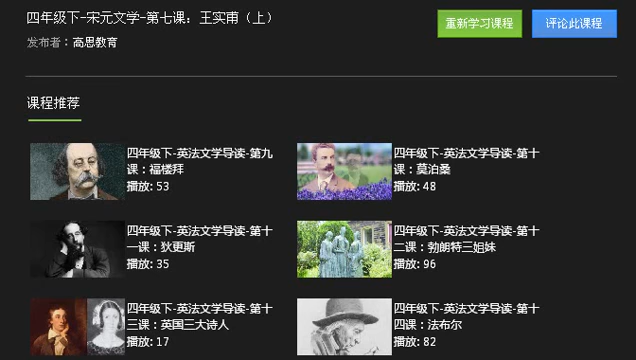 四年级下-宋元文学-第七课：王实甫（上）
重新学习课程
评论此课程
发布者：高思教育
课程推荐
四年级下-英法文学导读-第九
课：福楼拜
播放: 53
四年级下-英法文学导读-第十
课：莫泊桑
播放: 48
四年级下-英法文学导读-第十
一课：狄更斯
播放: 35
四年级下-英法文学导读-第十
二课：勃朗特三姐妹
播放: 96
四年级下-英法文学导读-第十
三课：英国三大诗人
播放: 17
四年级下-英法文学导读-第十
四课：法布尔
播放: 82